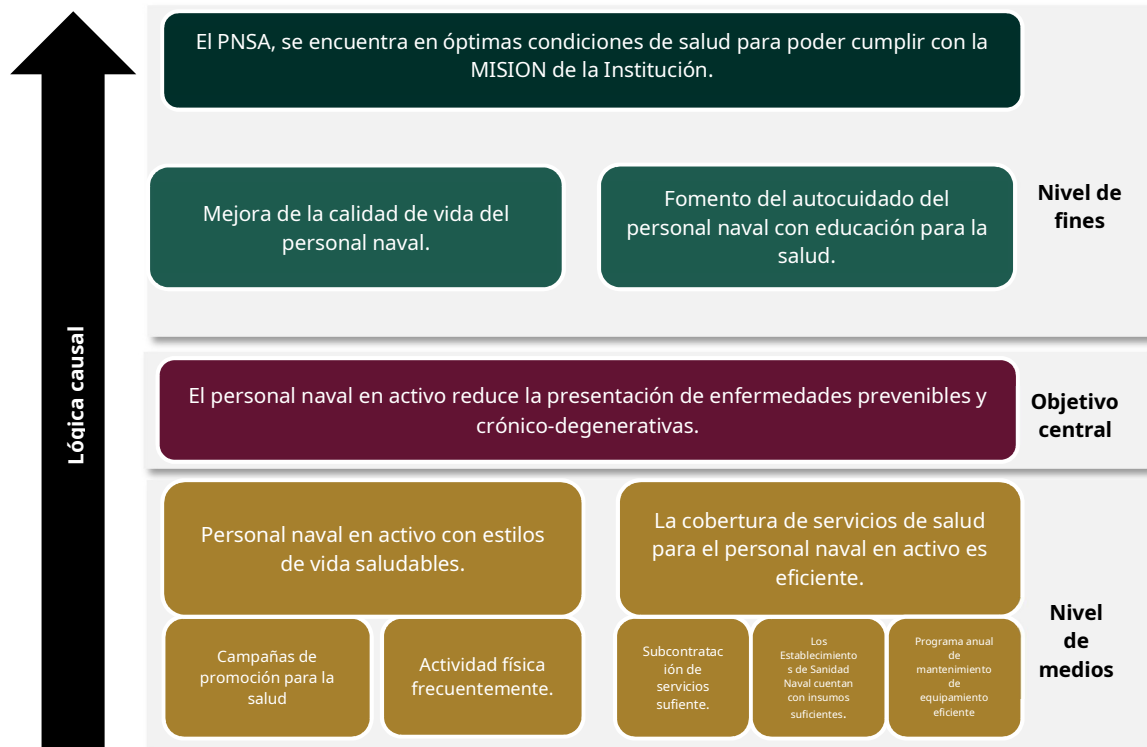 El PNSA, se encuentra en óptimas condiciones de salud para poder cumplir con la
MISION de la Institución.
Mejora de la calidad de vida del
personal naval.
Fomento del autocuidado del
personal naval con educación para la
salud.
Nivel de
fines
Lógica causal
El personal naval en activo reduce la presentación de enfermedades prevenibles y
crónico-degenerativas.
Objetivo
central
Personal naval en activo con estilos
de vida saludables.
La cobertura de servicios de salud
para el personal naval en activo es
eficiente.
Nivel
de
medios
Campañas de
promoción para la
salud
Actividad física
frecuentemente.
Subcontratac
ión de
servicios
sufiente.
Los
Establecimiento
s de Sanidad
Naval cuentan
con insumos
suficientes.
Programa anual
de
mantenimiento
de
equipamiento
eficiente